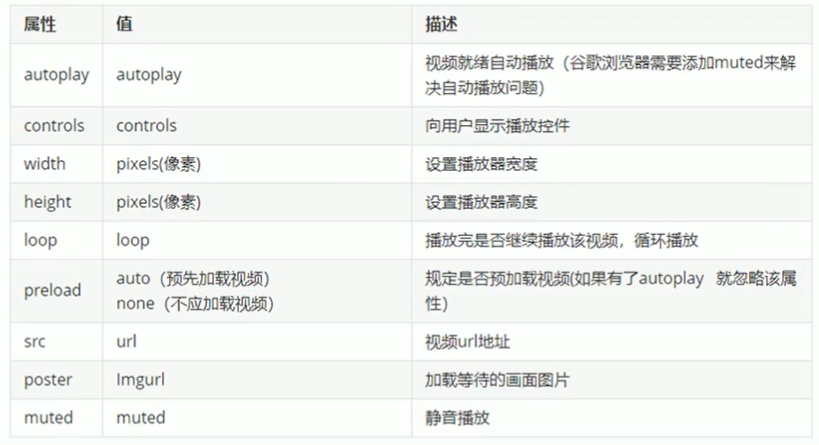 属性 值 描述
autoplay autoplay 视频就绪自动播放（谷歌浏览器需要添加muted来解
决自动播放问题)
controls controls 向用户显示播放控件
width pixels(像素) 设置播放器宽度
height pixels(像素) 设置播放器高度
loop loop 播放完是否继续播放该视频，循环播放
preload auto（预先加载视频） 规定是否预加载视频(如果有了autoplay 就忽略该属
none（不应加载视频） 性）
src url 视频url地址
poster Imgurl 加载等待的画面图片
muted muted 静音播放